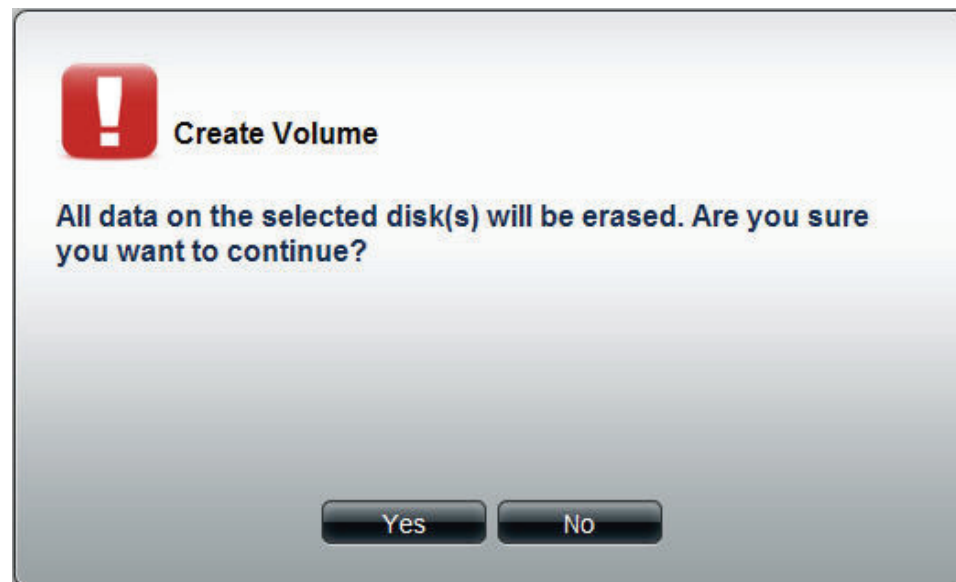 Create Volume
All data on the selected disk(s) will be erased. Are you sure
you want to continue?
Yes
No